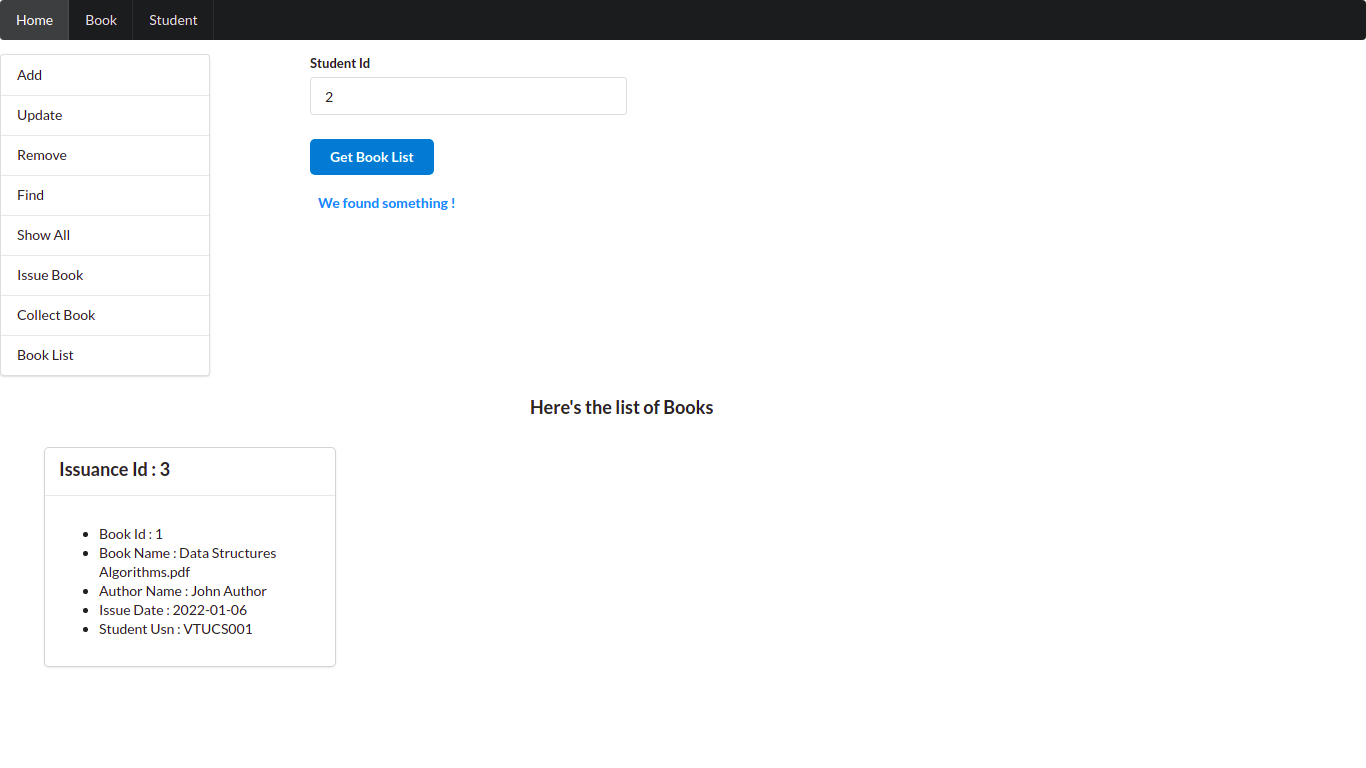 Home Book Student
Add
Update
Remove
Find
Show All
Issue Book
Collect Book
Book List
Student Id
2
Get Book List
We found something !
Here's the list of Books
Issuance Id : 3
Book Id : 1
Book Name : Data Structures
Algorithms.pdf
Author Name : John Author
Issue Date : 2022-01-06
Student Usn : VTUCS001